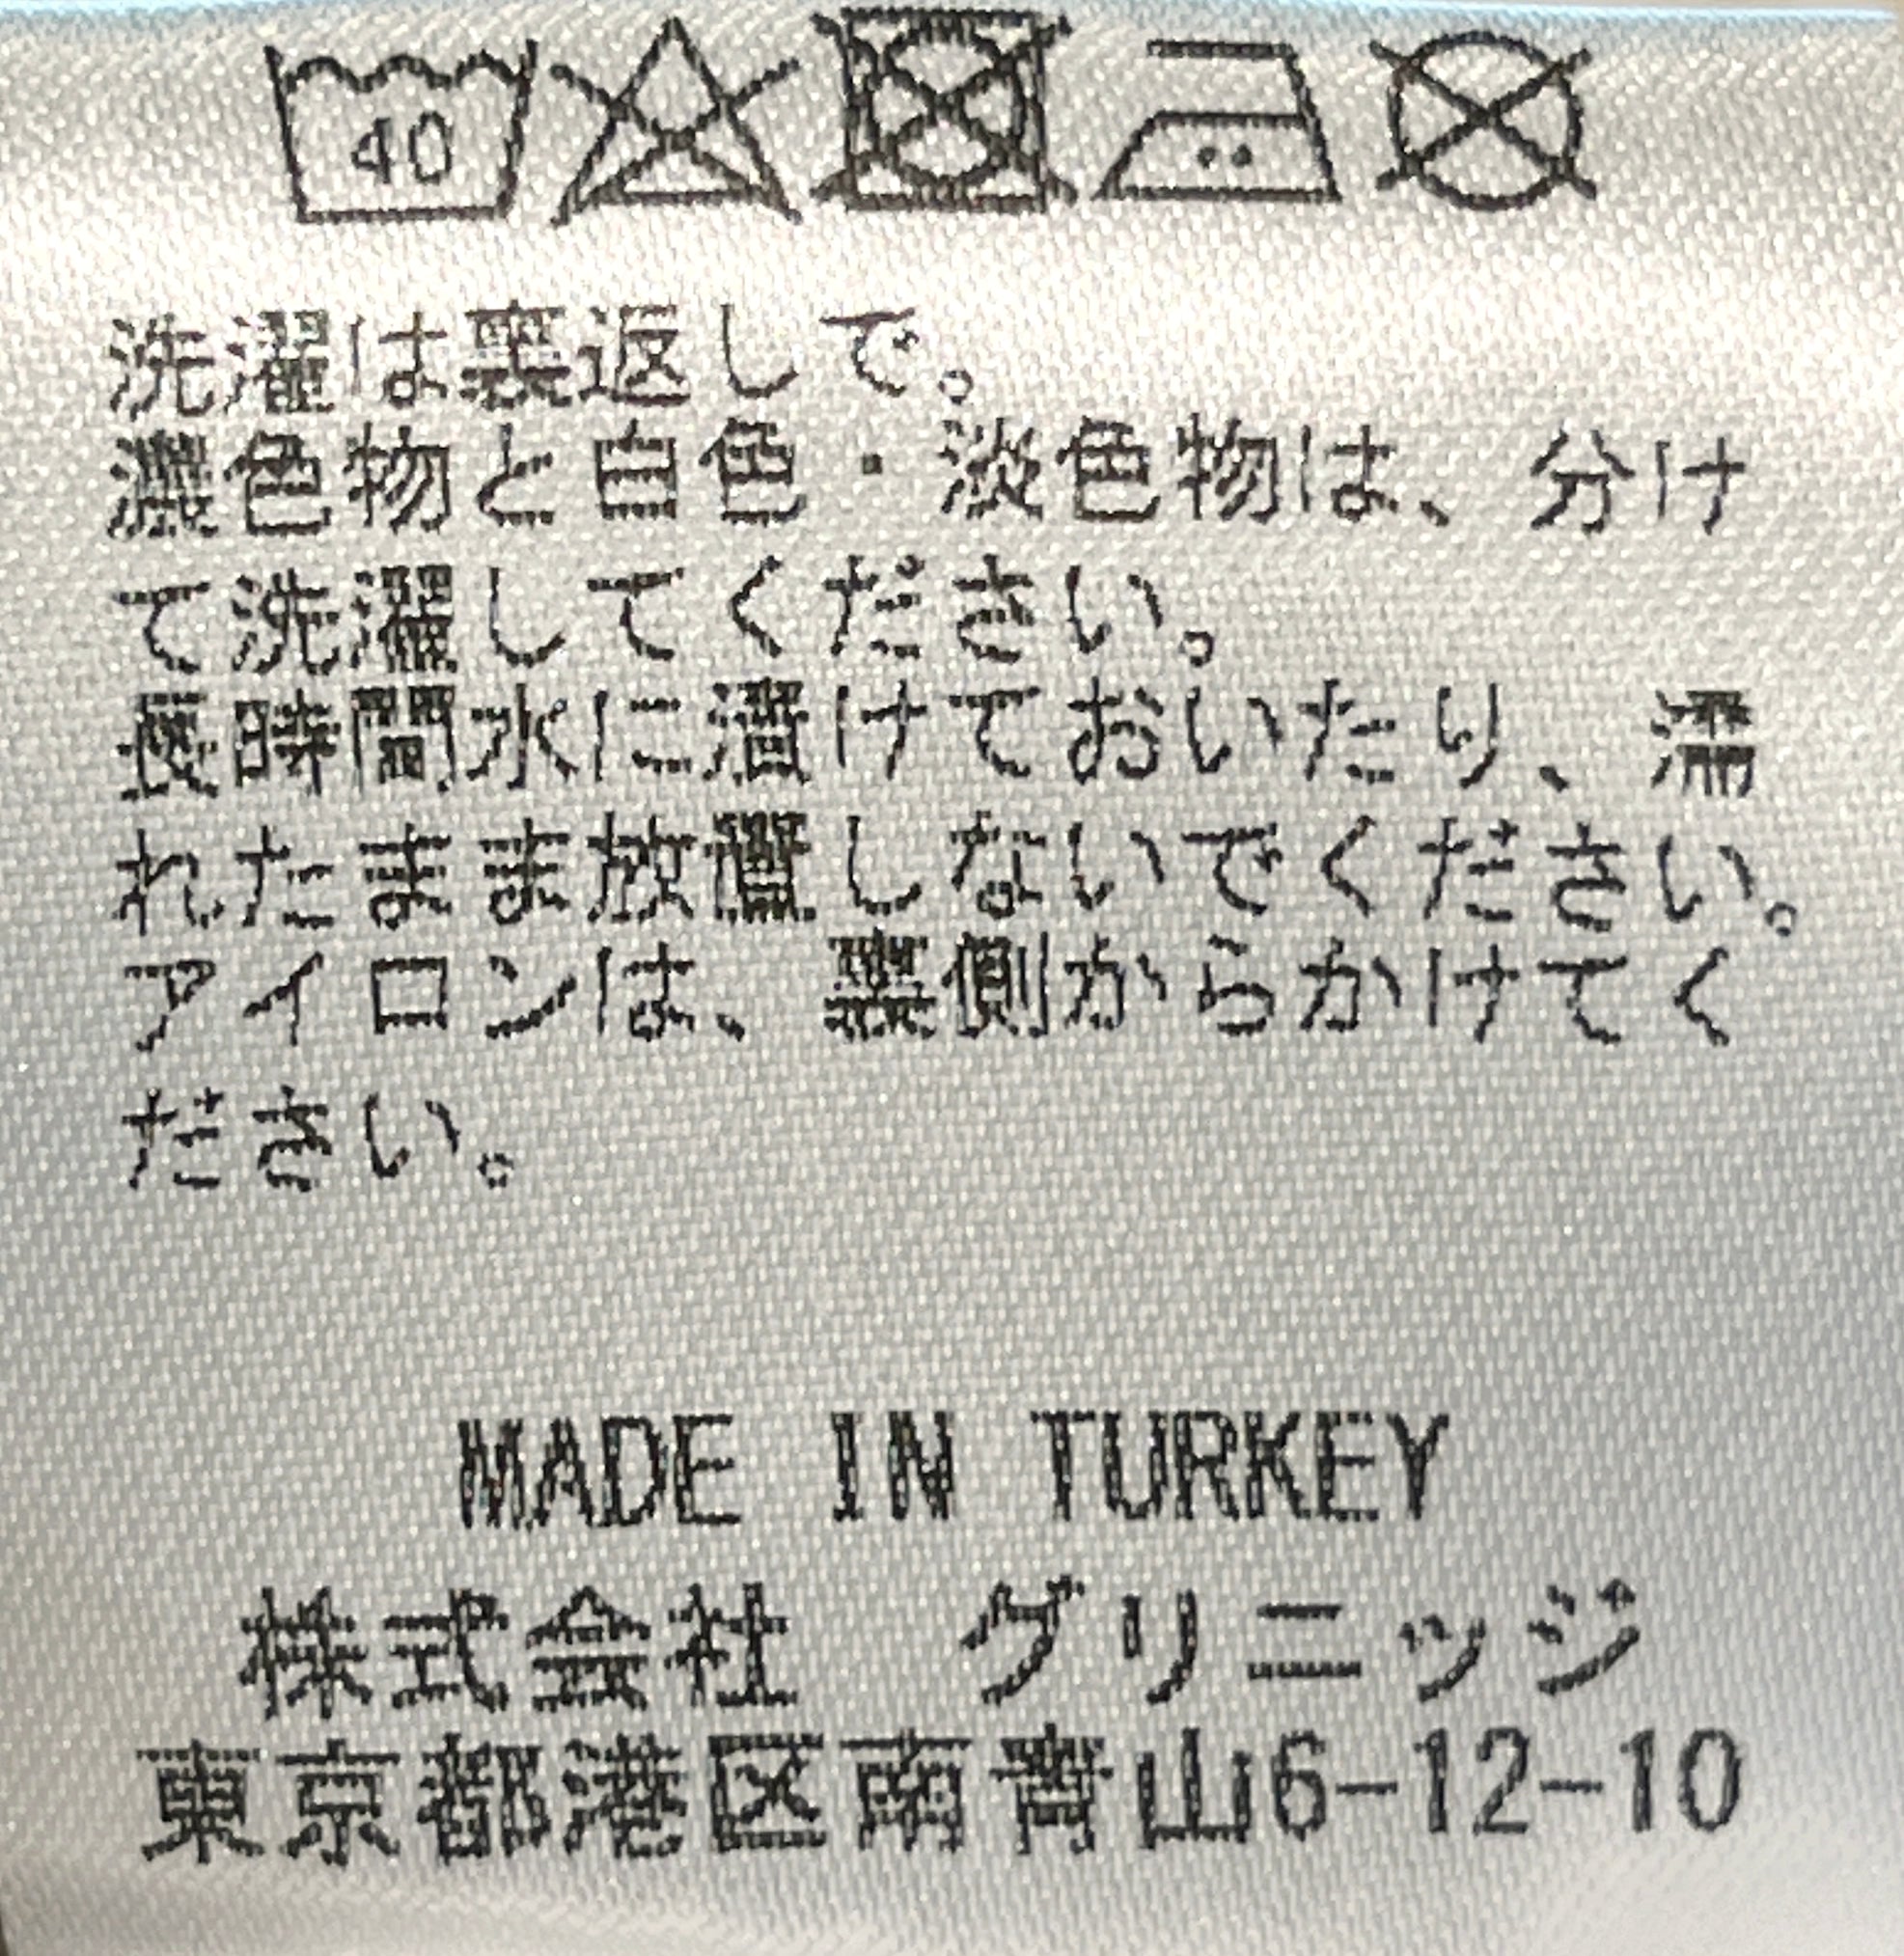 40
洗濯は裏返しで。
濃色物と白色・淡色物は、分け
て洗濯してください。
長時間水に漬けておいたり、濡
れたまま放置しないでください。
アイロンは、裏側からかけてく
ださい。
MADE IN TURKEY
株式会社 グリニッジ
東京都港区南青山6-12-10